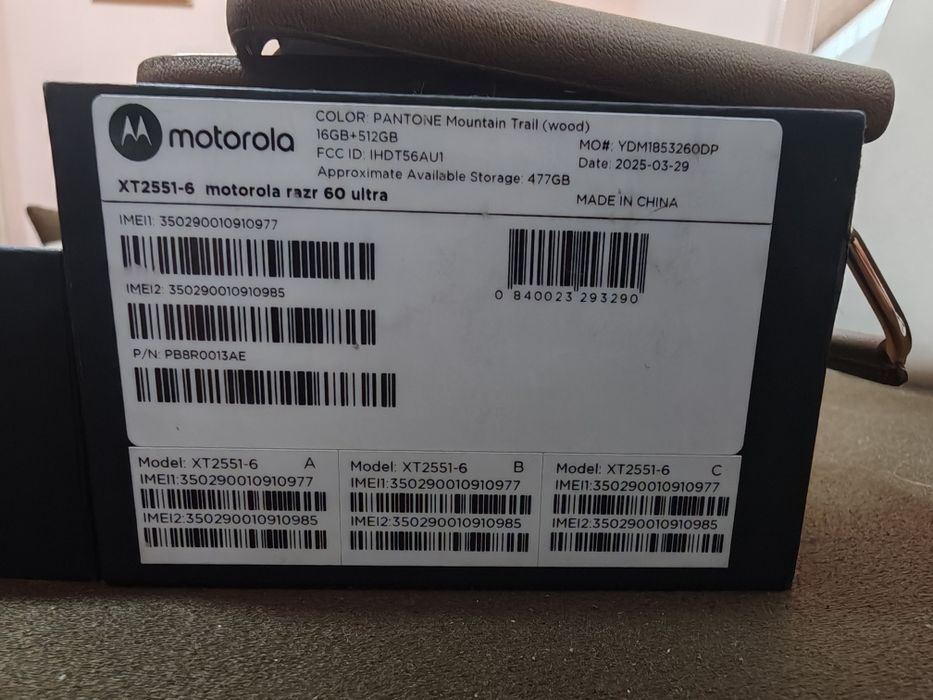 motorola
COLOR: PANTONE Mountain Trail (wood)
16GB+512GB
FCC ID: IHDT56AU1
Approximate Available Storage: 477GB
MO#: YDM1853260DP
Date: 2025-03-29
XT2551-6 motorola razr 60 ultra
MADE IN CHINA
IMEI1: 350290010910977
IMEI2: 350290010910985
P/N: PB8R0013AE
0 840023 293290
Model: XT2551-6 A
IMEI1:350290010910977
IMEI2:350290010910985
Model: XT2551-6 B
IMEI1:350290010910977
IMEI2:350290010910985
Model: XT2551-6 C
IMEI1:350290010910977
IMEI2:350290010910985